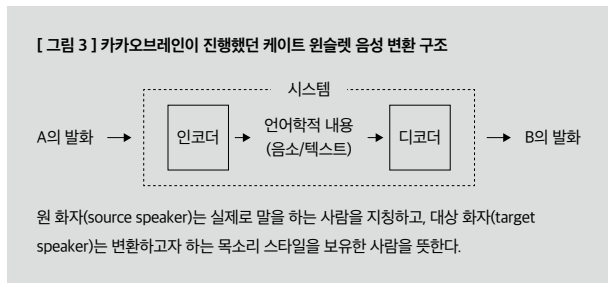 [ 그림 3 ] 카카오브레인이 진행했던 케이트 윈슬렛 음성 변환 구조
시스템
A의 발화
인코더
언어학적 내용
(음소/텍스트)
디코더
B의 발화
원 화자(source speaker)는 실제로 말을 하는 사람을 지칭하고, 대상 화자(target
speaker)는 변환하고자 하는 목소리 스타일을 보유한 사람을 뜻한다.